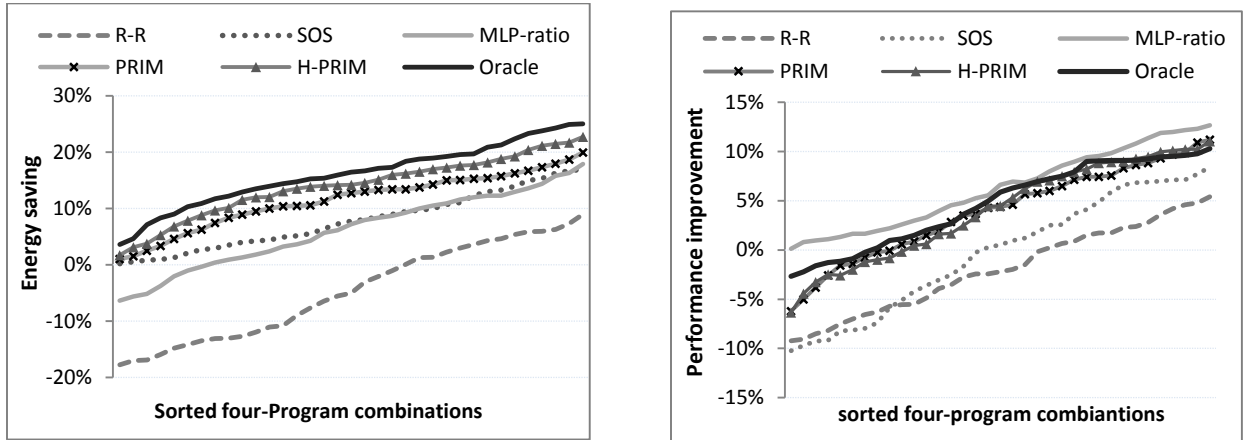 R-R SOS MLP-ratio
PRIM H-PRIM Oracle
30%
20%
10%
0%
-10%
-20%
Energy saving
Sorted four-Program combinations
R-R SOS MLP-ratio
PRIM H-PRIM Oracle
15%
10%
5%
0%
-5%
-10%
-15%
Performance improvement
sorted four-program combiantions